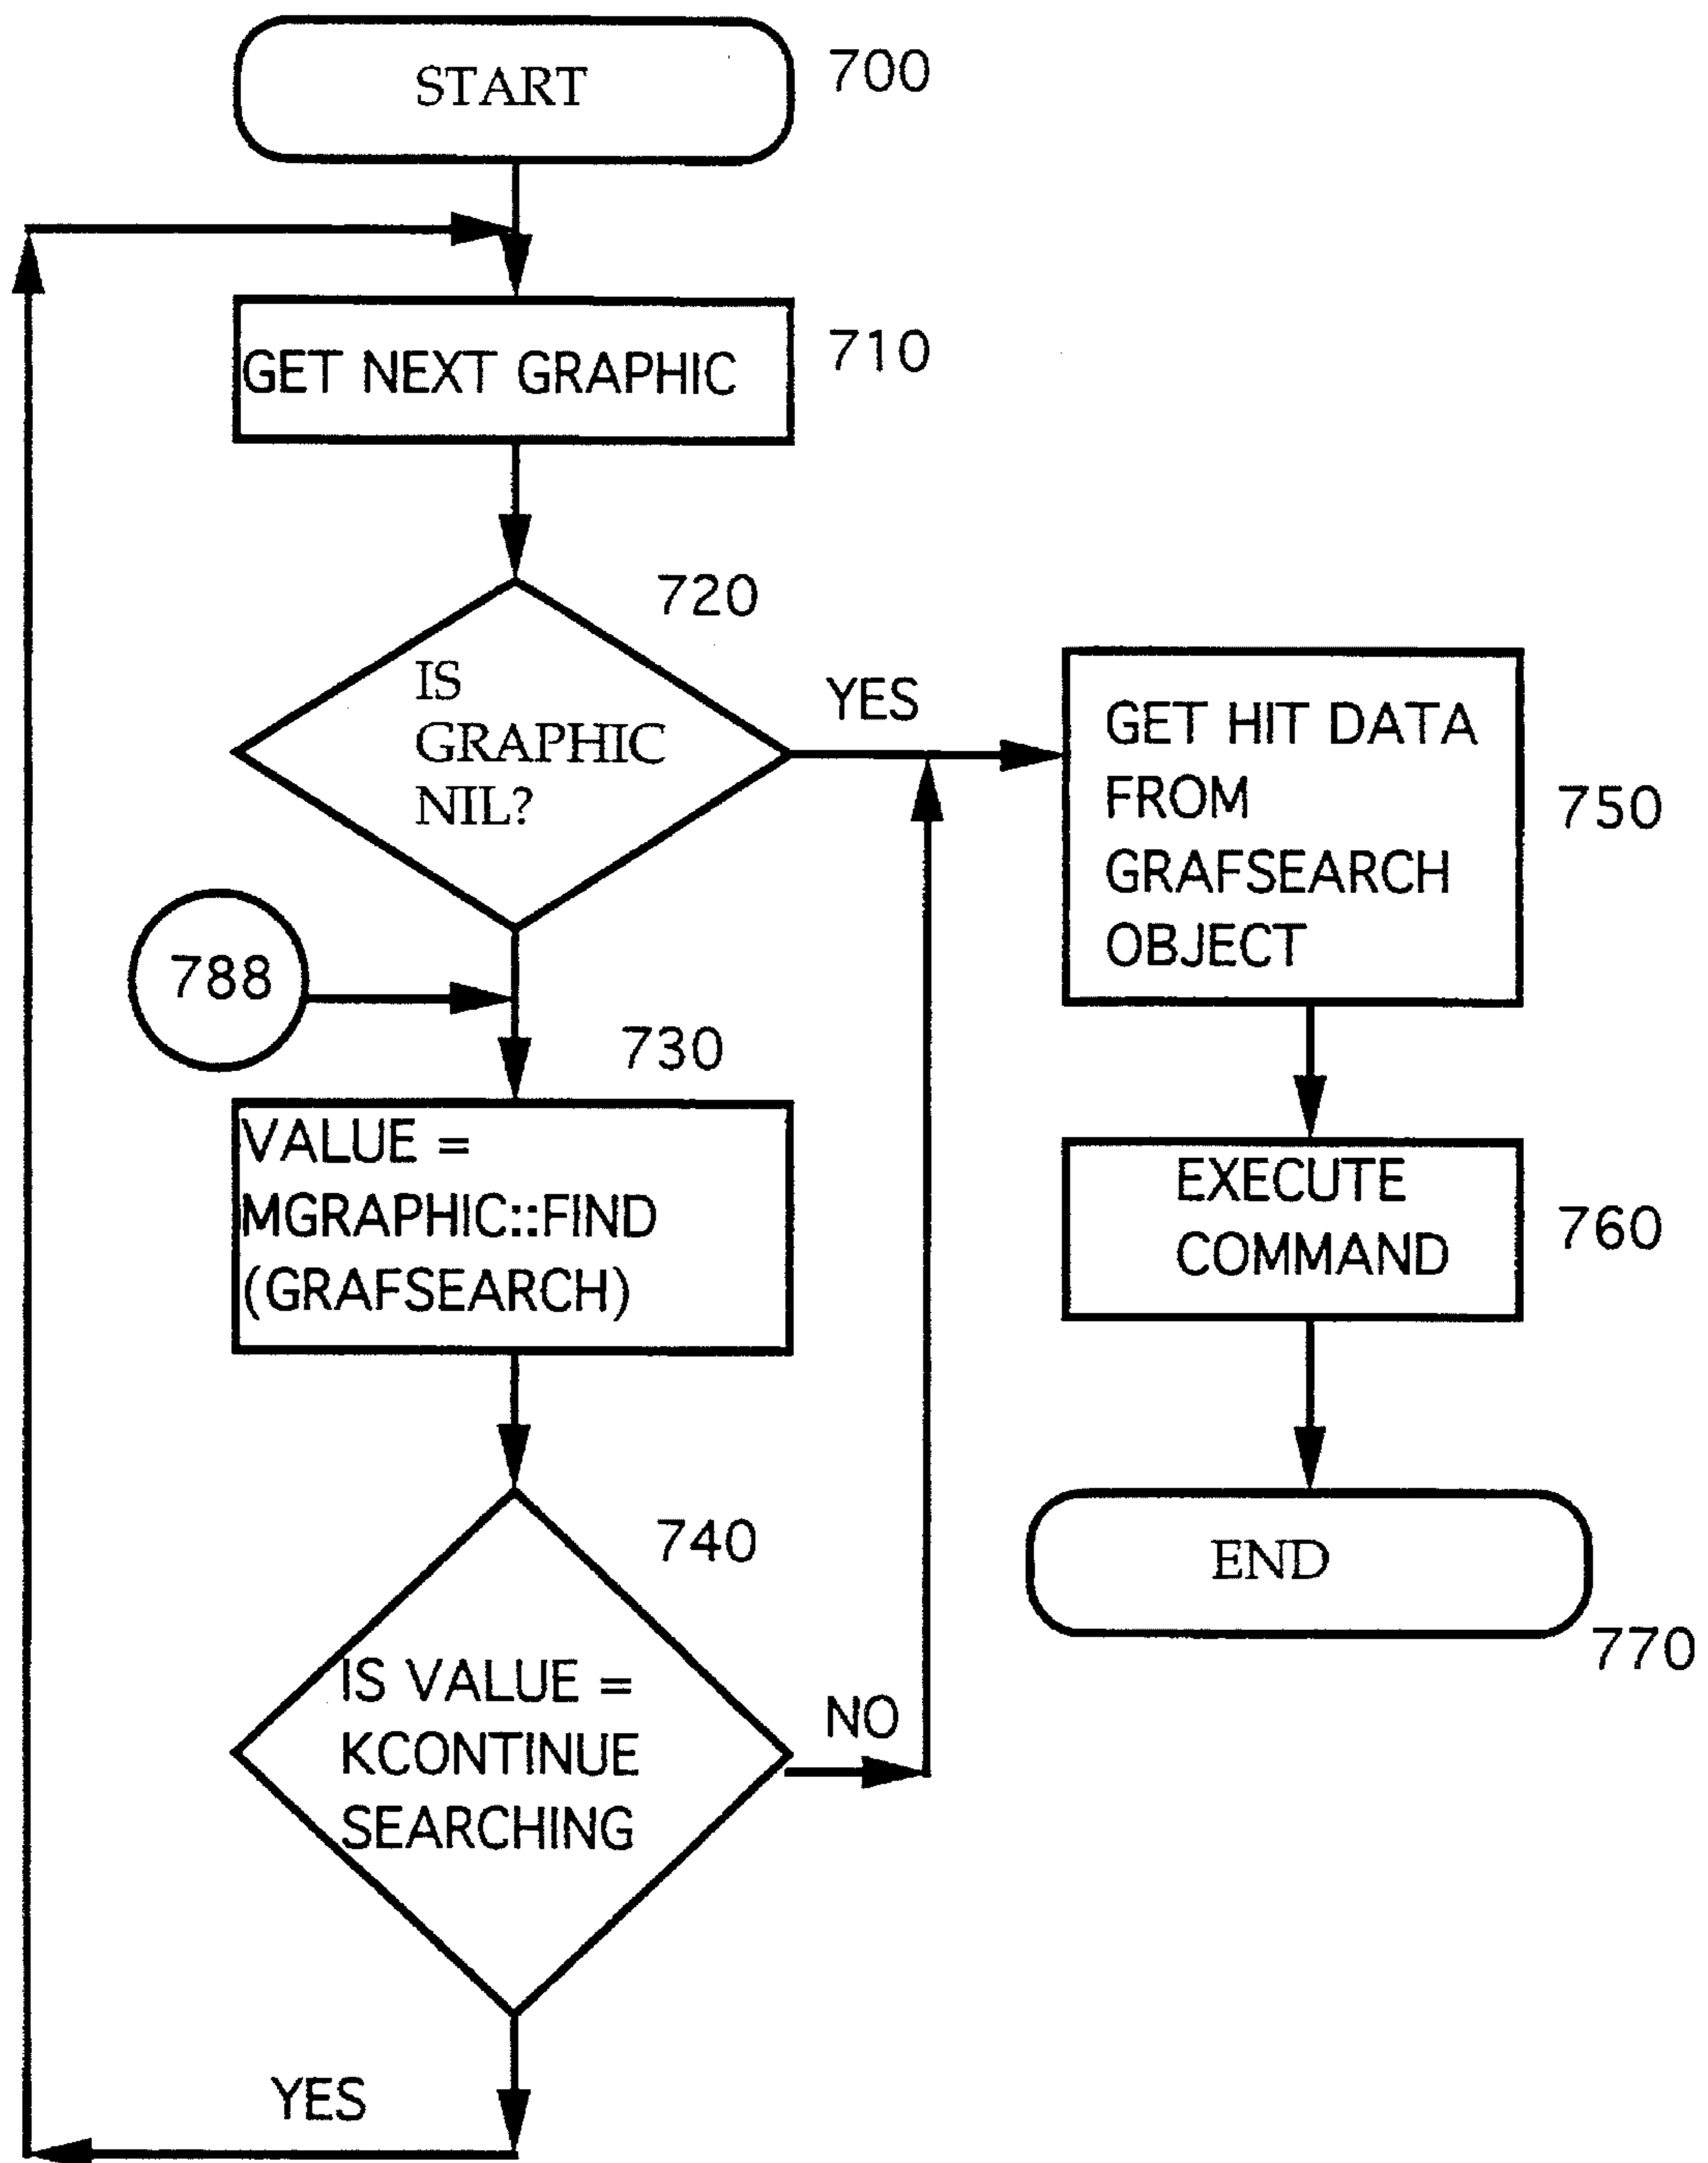 START
700
GET NEXT GRAPHIC
710
720
IS
GRAPHIC
NIL?
YES
GET HIT DATA
FROM
GRAFSEARCH
OBJECT
750
788
730
VALUE =
MGRAPHIC::FIND
(GRAFSEARCH)
EXECUTE
COMMAND
760
740
IS VALUE =
KCONTINUE
SEARCHING
NO
END
770
YES